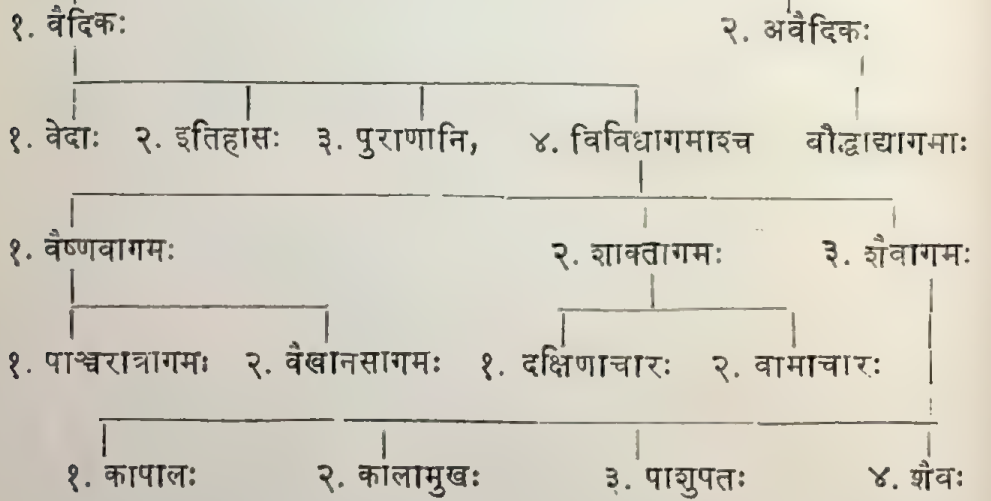 १. वैदिकः २. अवैदिकः
१. वेदाः २. इतिहासः ३. पुराणानि, ४. विविधागमाश्च बौद्धाद्यागमाः
१. वैष्णवागमः २. शाक्तागमः ३. शैवागमः
१. पाञ्चरात्रागमः २. वैखानसागमः १. दक्षिणाचारः २. वामाचारः
१. कापालः २. कालामुखः ३. पाशुपतः ४. शैवः